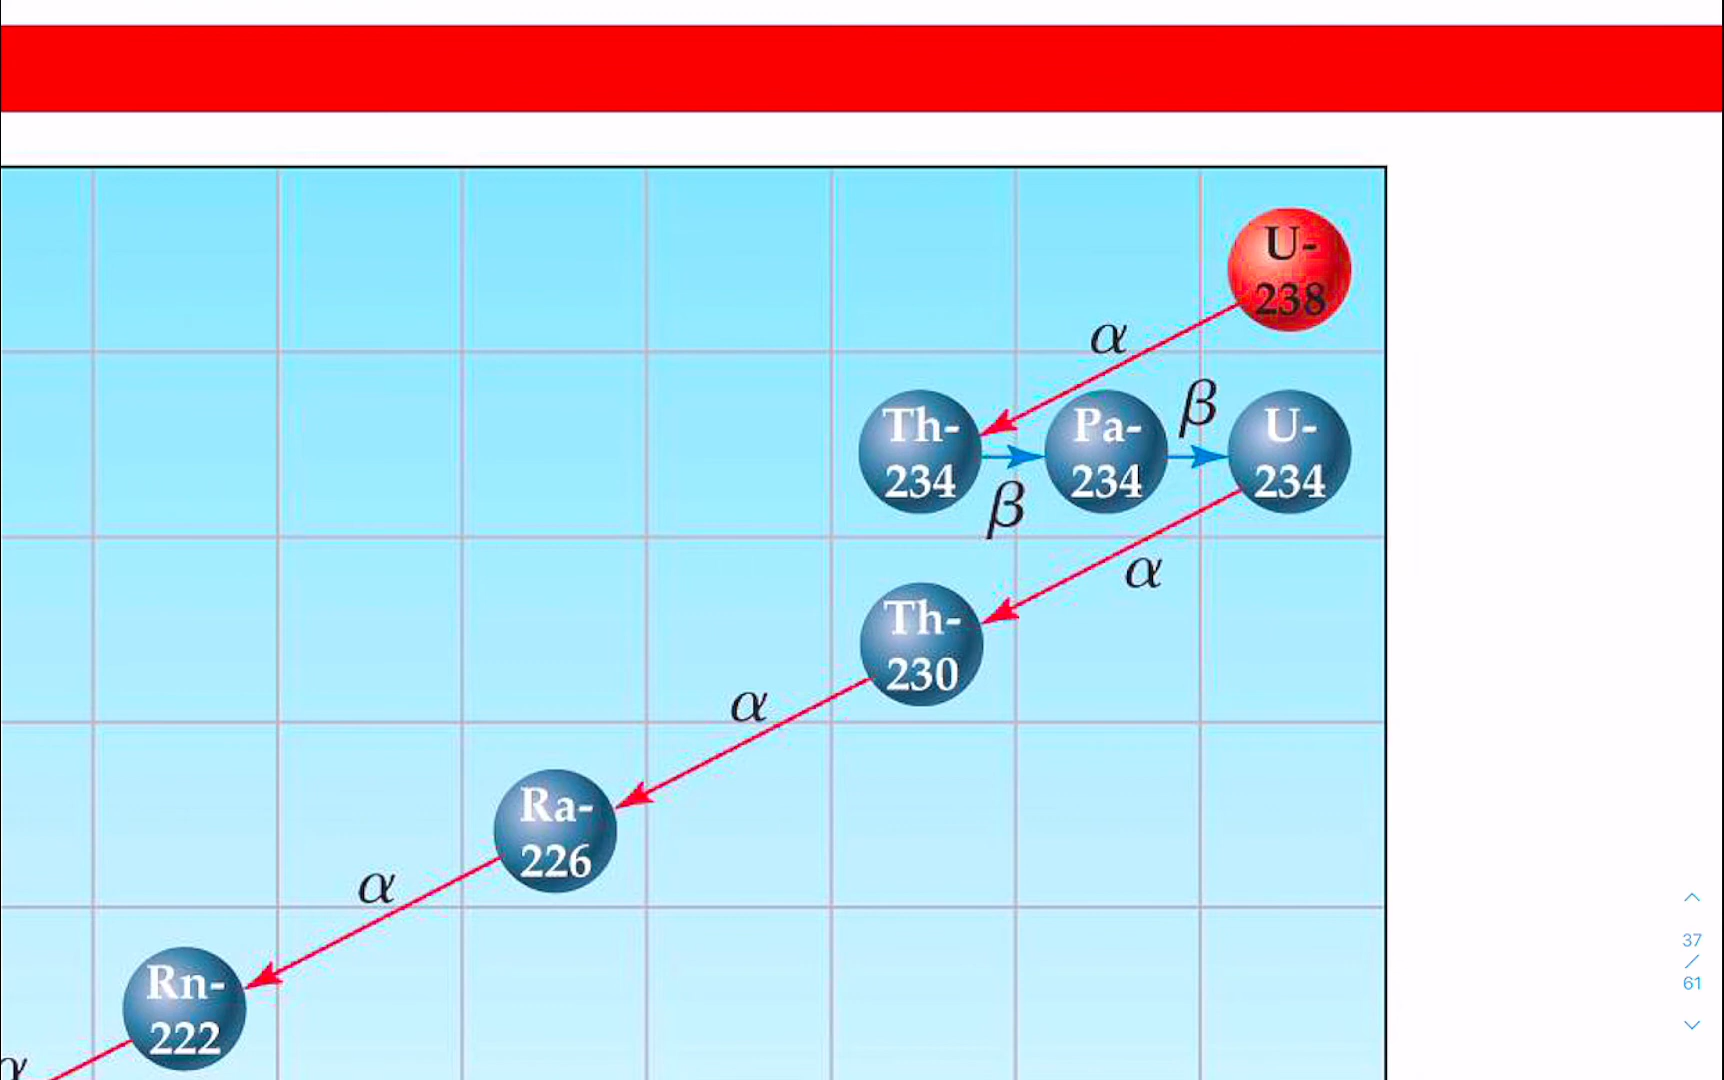 U-
238
α
β
Th-
234
Pa-
234
U-
234
β
α
Th-
230
α
Ra-
226
α
37
/
61
Rn-
222
α